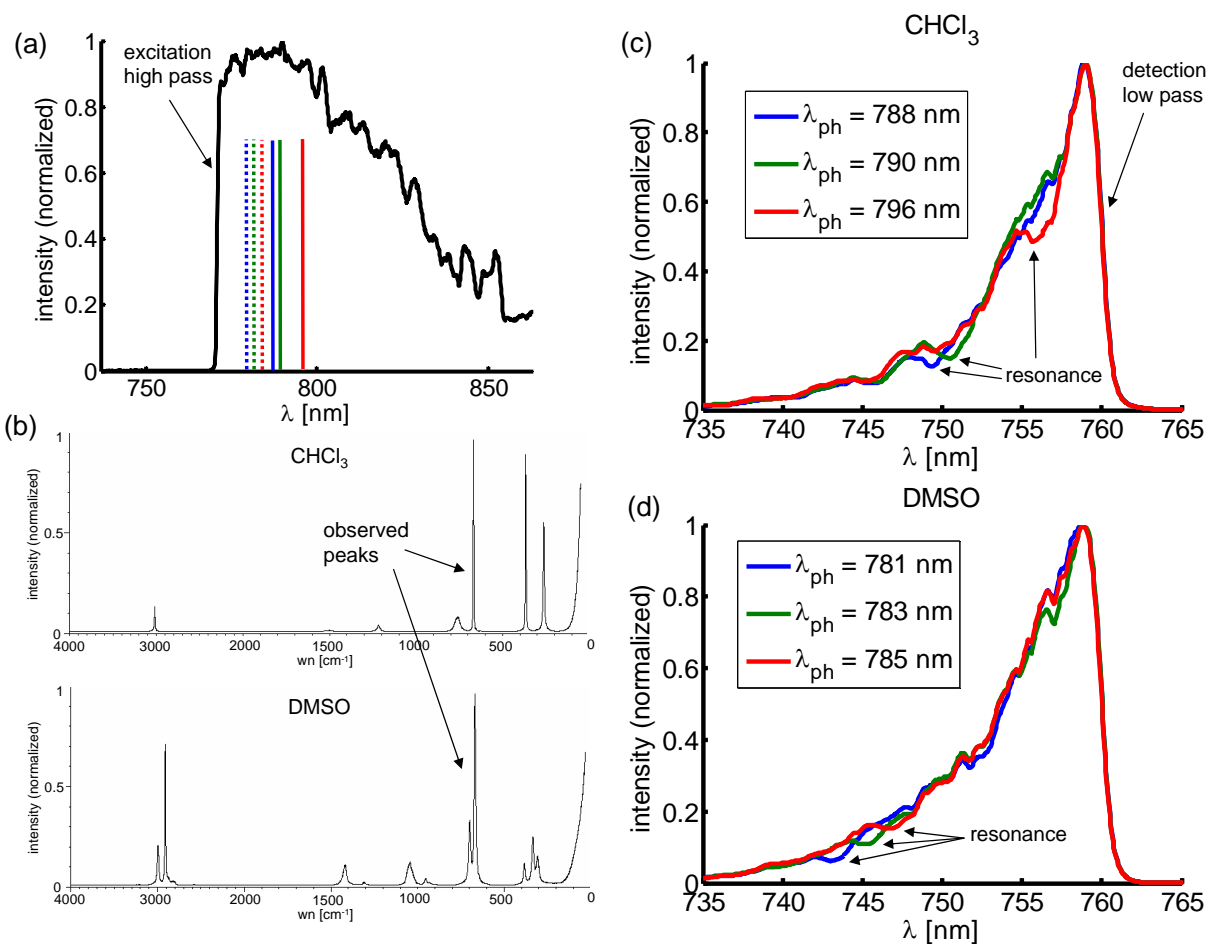 (a)
excitation
high pass
intensity (normalized)
1
0.8
0.6
0.4
0.2
0
750
800
850
λ [nm]
(b)
CHCl3
observed
peaks
intensity (normalized)
1
0.5
0
4000
3000
2000
1500
1000
500
0
wn [cm-1]
DMSO
intensity (normalized)
1
0.5
0
4000
3000
2000
1500
1000
500
0
wn [cm-1]
(c)
CHCl3
detection
low pass
λph = 788 nm
λph = 790 nm
λph = 796 nm
resonance
intensity (normalized)
1
0.8
0.6
0.4
0.2
0
735
740
745
750
755
760
765
λ [nm]
(d)
DMSO
λph = 781 nm
λph = 783 nm
λph = 785 nm
resonance
intensity (normalized)
1
0.8
0.6
0.4
0.2
0
735
740
745
750
755
760
765
λ [nm]